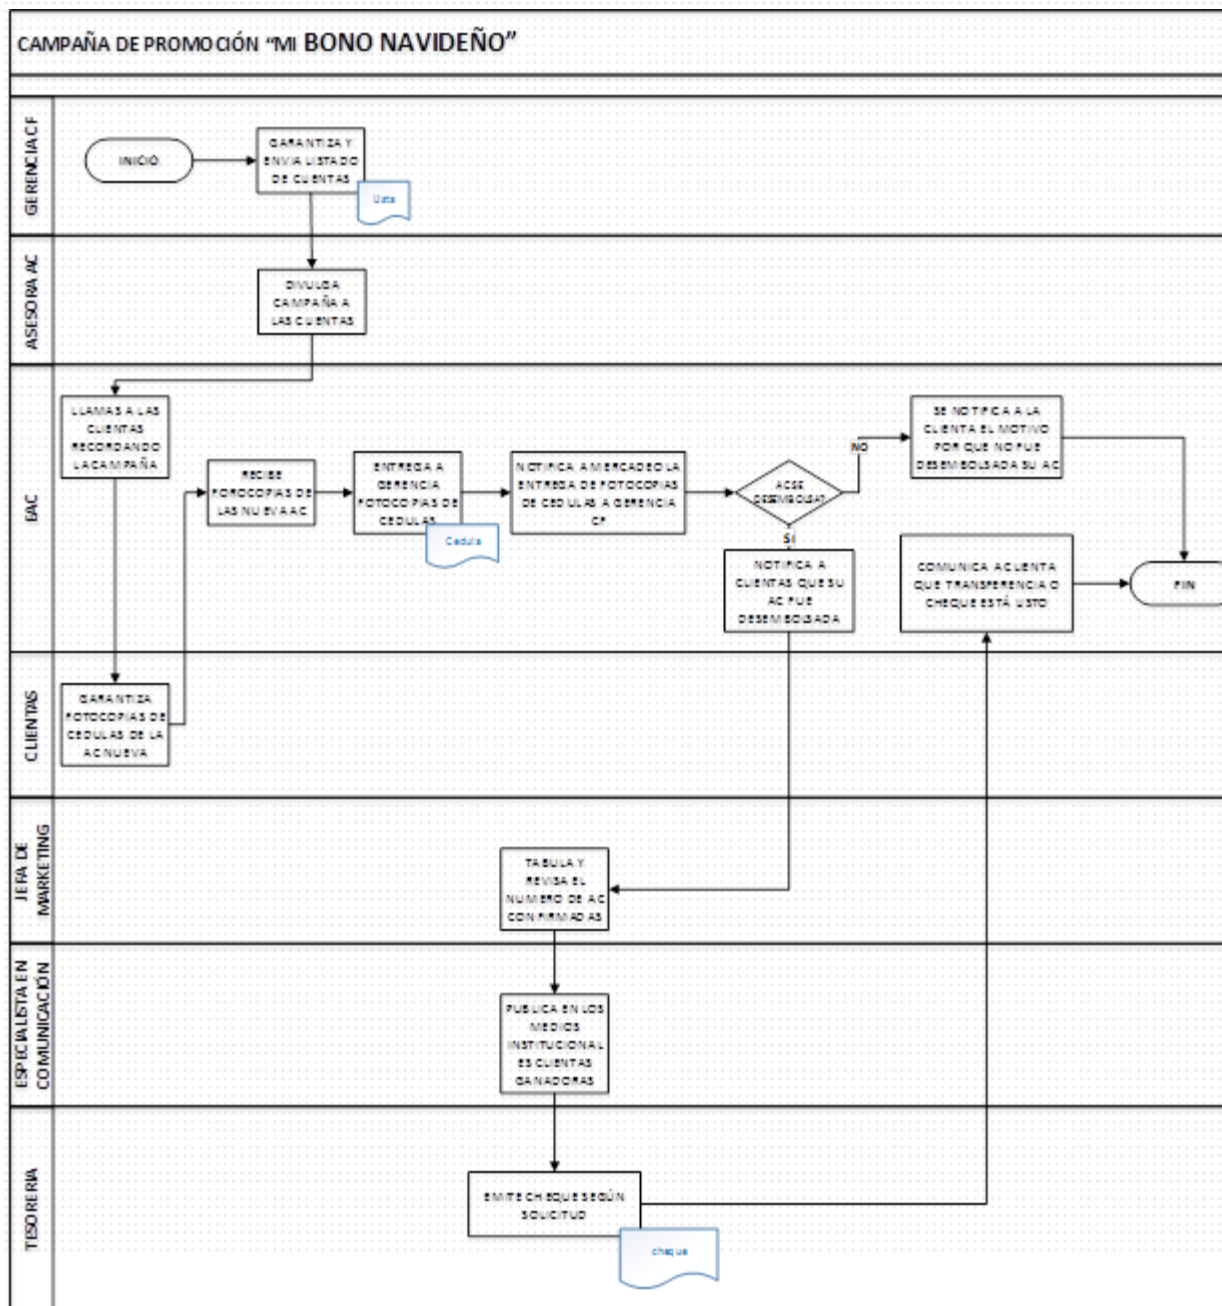 CAMPAÑA DE PROMOCIÓN “MI BONO NAVIDEÑO”
GERENCIA CF
INICIO
GARANTIZA Y
ENVIA LISTADO
DE CUENTAS
Lista
ASESORA AC
DIVULGA
CAMPAÑA A
LAS CUENTAS
EAC
LLAMAS A LAS
CLIENTAS
RECORDANDO
LA CAMPAÑA
RECIBE
FOROCOPIAS DE
LAS NUEVA AC
ENTREGA A
GERENCIA
FOTOCOPIAS DE
CEDULAS
Cedula
NOTIFICA A MERCADEO LA
ENTREGA DE FOTOCOPIAS
DE CEDULAS A GERENCIA
CF
AC SE
DESEMBOLSA?
NO
SI
SE NOTIFICA A LA
CLIENTA EL MOTIVO
POR QUE NO FUE
DESEMBOLSADA SU AC
NOTIFICA A
CLIENTAS QUE SU
AC FUE
DESEMBOLSADA
COMUNICA A CLIENTA
QUE TRANSFERENCIA O
CHEQUE ESTÁ LISTO
FIN
CLIENTAS
GARANTIZA
FOTOCOPIAS DE
CEDULAS DE LA
AC NUEVA
JEFA DE
MARKETING
TABULA Y
REVISA EL
NUMERO DE AC
CONFIRMADAS
ESPECIALISTA EN
COMUNICACIÓN
PUBLICA EN LOS
MEDIOS
INSTITUCIONAL
ES CLIENTAS
GANADORAS
TESORERIA
EMITE CHEQUE SEGÚN
SOLICITUD
cheque